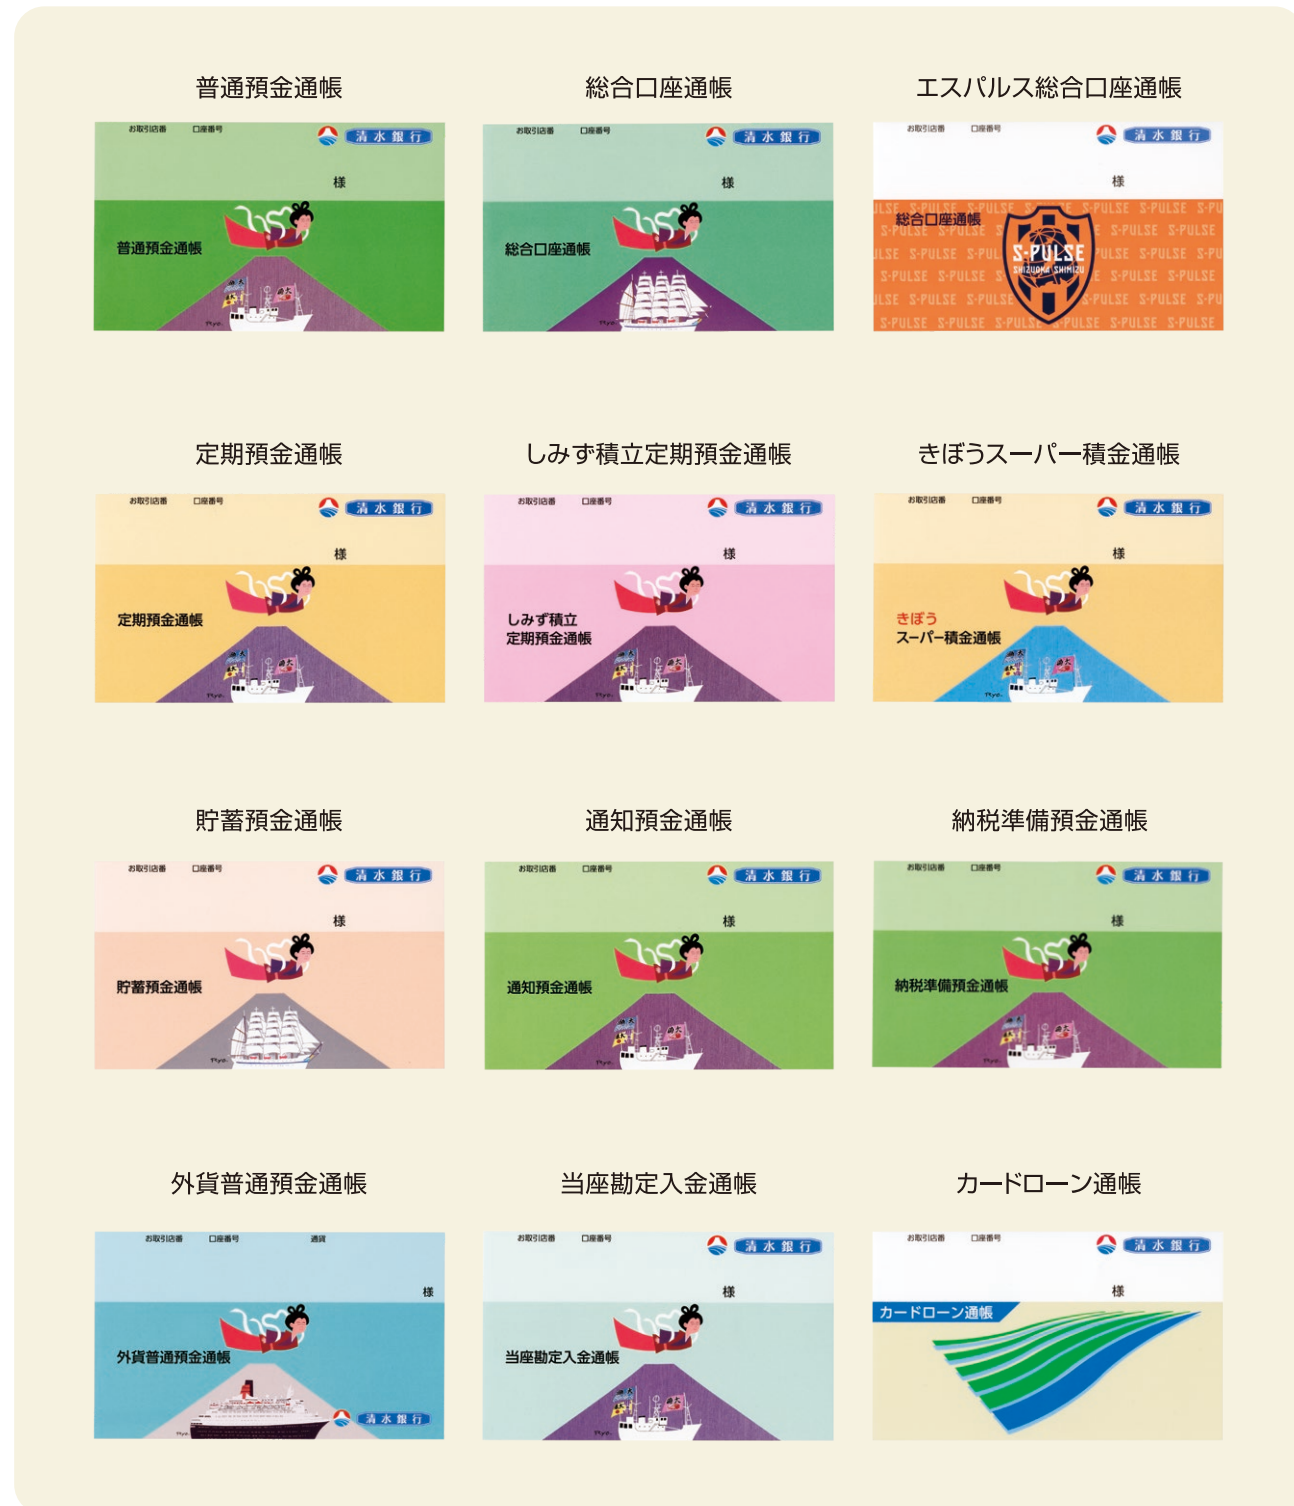 普通預金通帳
総合口座通帳
エスパルス総合口座通帳
お取引店番 口座番号
清水銀行
様
普通預金通帳
お取引店番 口座番号
清水銀行
様
総合口座通帳
お取引店番 口座番号
清水銀行
様
総合口座通帳
S-PULSE
SHIZUOKA SHIMIZU
定期預金通帳
しみず積立定期預金通帳
きぼうスーパー積金通帳
お取引店番 口座番号
清水銀行
様
定期預金通帳
お取引店番 口座番号
清水銀行
様
しみず積立
定期預金通帳
お取引店番 口座番号
清水銀行
様
きぼう
スーパー積金通帳
貯蓄預金通帳
通知預金通帳
納税準備預金通帳
お取引店番 口座番号
清水銀行
様
貯蓄預金通帳
お取引店番 口座番号
清水銀行
様
通知預金通帳
お取引店番 口座番号
清水銀行
様
納税準備預金通帳
外貨普通預金通帳
当座勘定入金通帳
カードローン通帳
お取引店番 口座番号 通貨
様
外貨普通預金通帳
清水銀行
お取引店番 口座番号
清水銀行
様
当座勘定入金通帳
お取引店番 口座番号
清水銀行
様
カードローン通帳